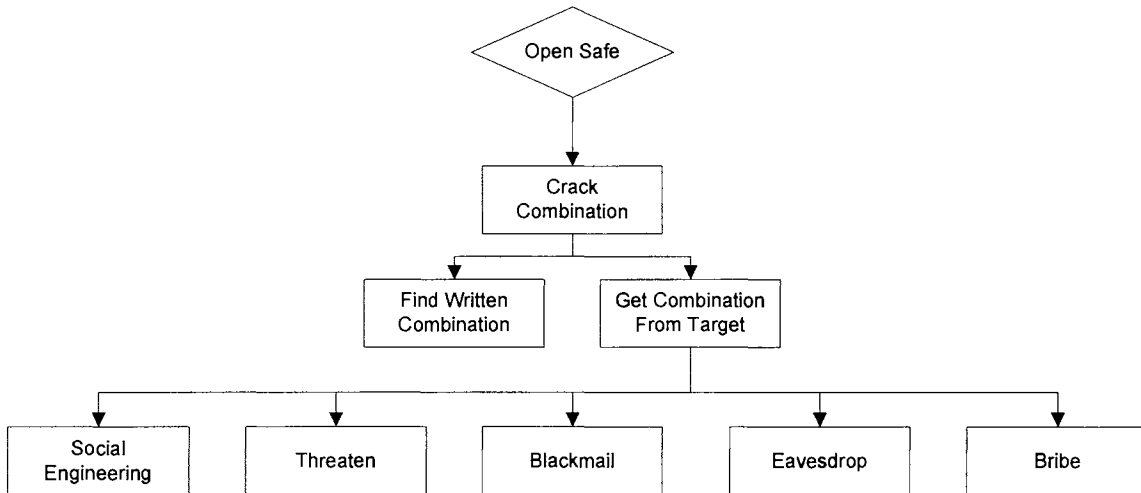 Open Safe
Crack
Combination
Find Written
Combination
Get Combination
From Target
Social
Engineering
Threaten
Blackmail
Eavesdrop
Bribe